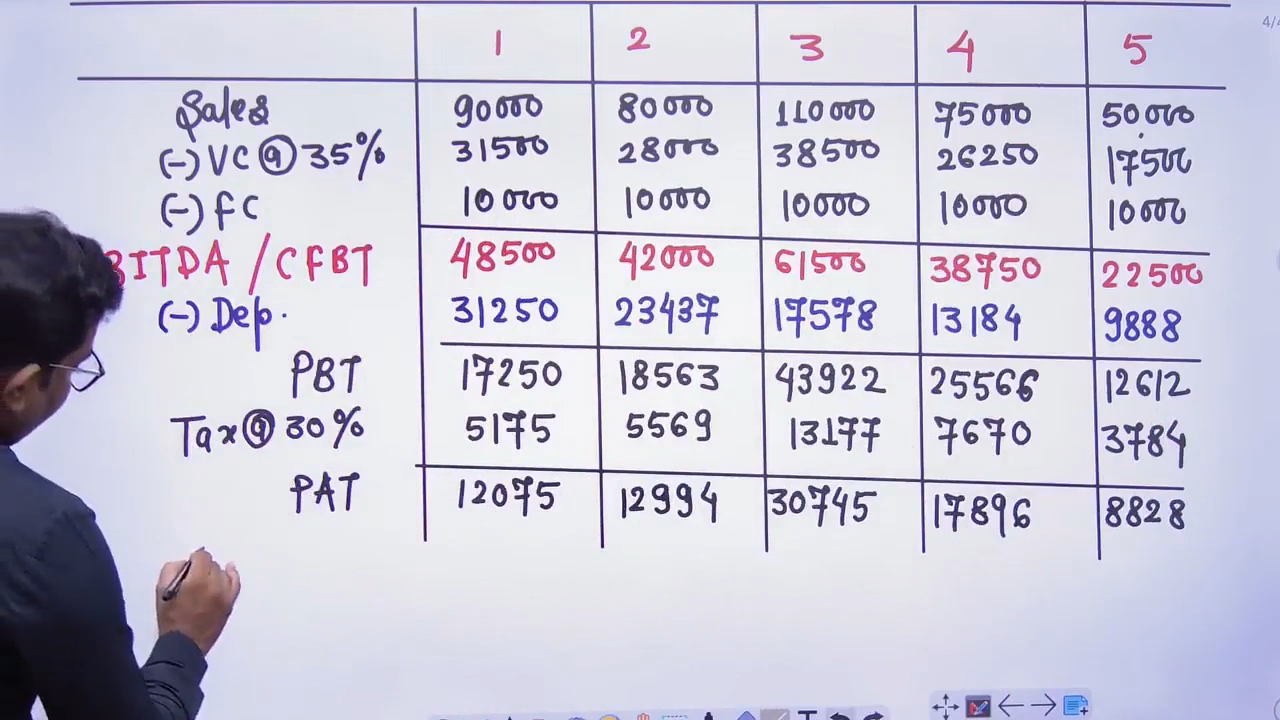 1 2 3 4 5
Sales 90000 80000 110000 75000 50000
(-) VC @ 35% 31500 28000 38500 26250 17500
(-) FC 10000 10000 10000 10000 10000
BITDA / CFBT 48500 42000 61500 38750 22500
(-) Dep. 31250 23437 17578 13184 9888
PBT 17250 18563 43922 25566 12612
Tax @ 30% 5175 5569 13177 7670 3784
PAT 12075 12994 30745 17896 8828